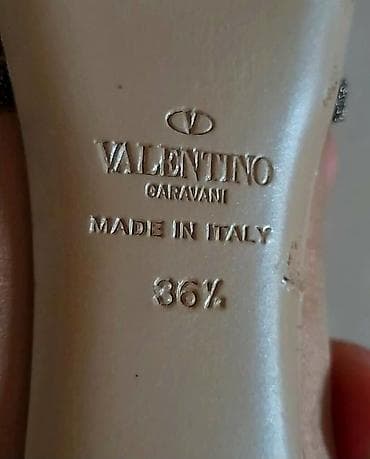 VALENTINO
GARAVANI
MADE IN ITALY
36½